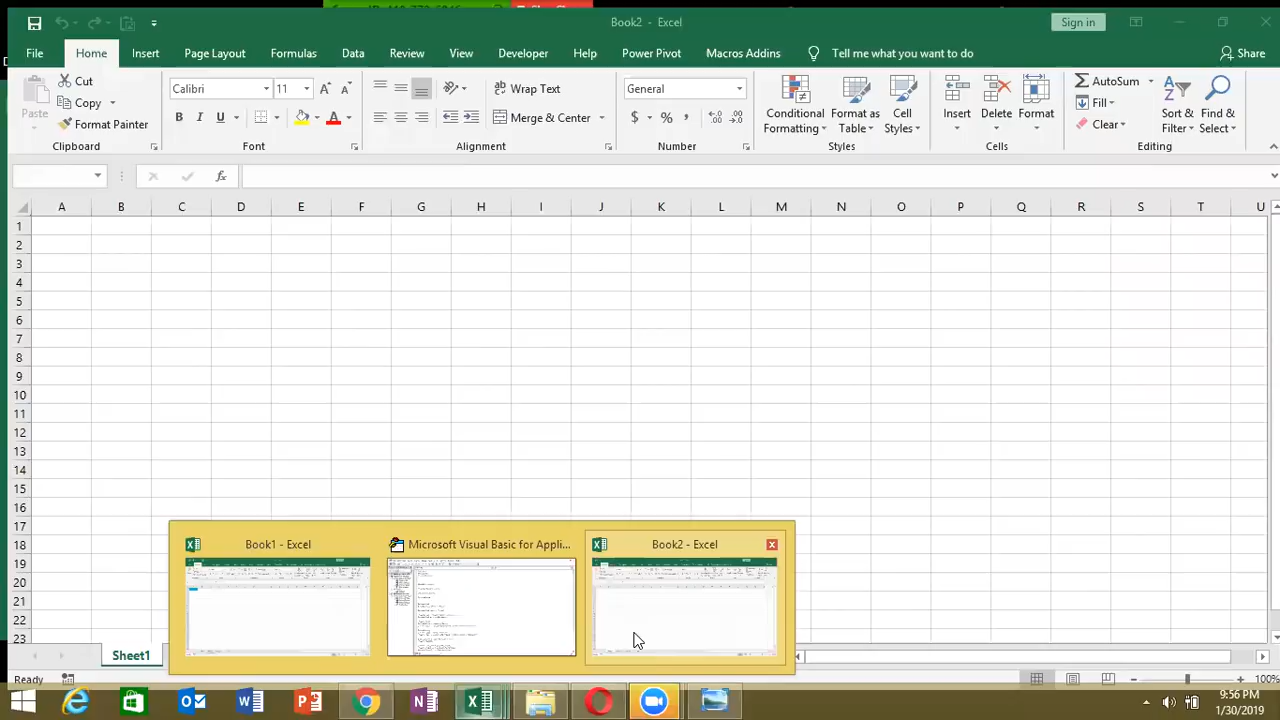 Book2 - Excel
Sign in
File Home Insert Page Layout Formulas Data Review View Developer Help Power Pivot Macros Addins Tell me what you want to do Share
Paste
Cut
Copy
Format Painter
Clipboard
Calibri 11
B I U
Font
Wrap Text
Merge & Center
Alignment
General
$ % ,
Number
Conditional Formatting
Format as Table
Cell Styles
Styles
Insert Delete Format
Cells
AutoSum
Fill
Clear
Sort & Filter
Find & Select
Editing
fx
A B C D E F G H I J K L M N O P Q R S T U
1
2
3
4
5
6
7
8
9
10
11
12
13
14
15
16
17
18
19
20
21
22
23
Book1 - Excel
Microsoft Visual Basic for Appli...
Book2 - Excel
Sheet1
Ready
100%
9:56 PM
1/30/2019